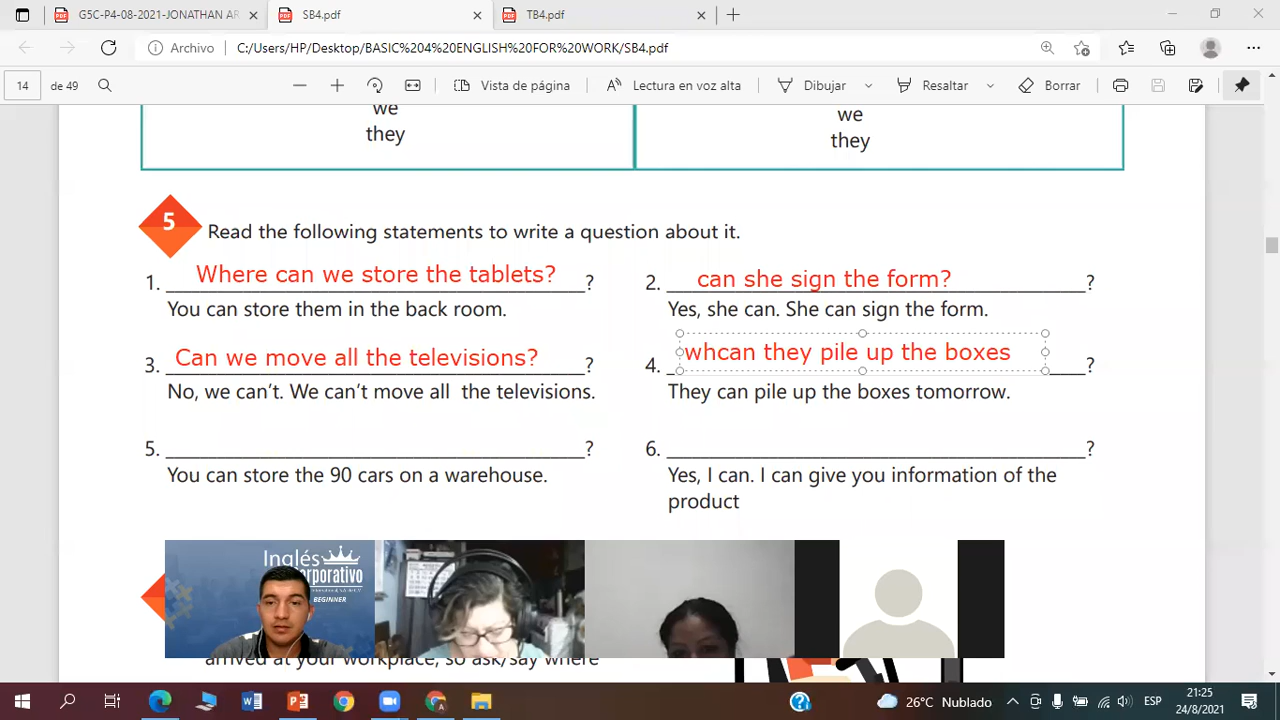 G5C-P4-08-2021-JONATHAN AR
SB4.pdf
TB4.pdf
Archivo
C:/Users/HP/Desktop/BASIC%204%20ENGLISH%20FOR%20WORK/SB4.pdf
14 de 49
Vista de página
Lectura en voz alta
Dibujar
Resaltar
Borrar
we
they
we
they
5
Read the following statements to write a question about it.
1. Where can we store the tablets? ?
You can store them in the back room.
2. can she sign the form? ?
Yes, she can. She can sign the form.
3. Can we move all the televisions? ?
No, we can't. We can't move all the televisions.
4. whcan they pile up the boxes ?
They can pile up the boxes tomorrow.
5. ?
You can store the 90 cars on a warehouse.
6. ?
Yes, I can. I can give you information of the
product
Inglés
BEGINNER
arrived at your workplace, so ask/say where
26°C Nublado
ESP
21:25
24/8/2021